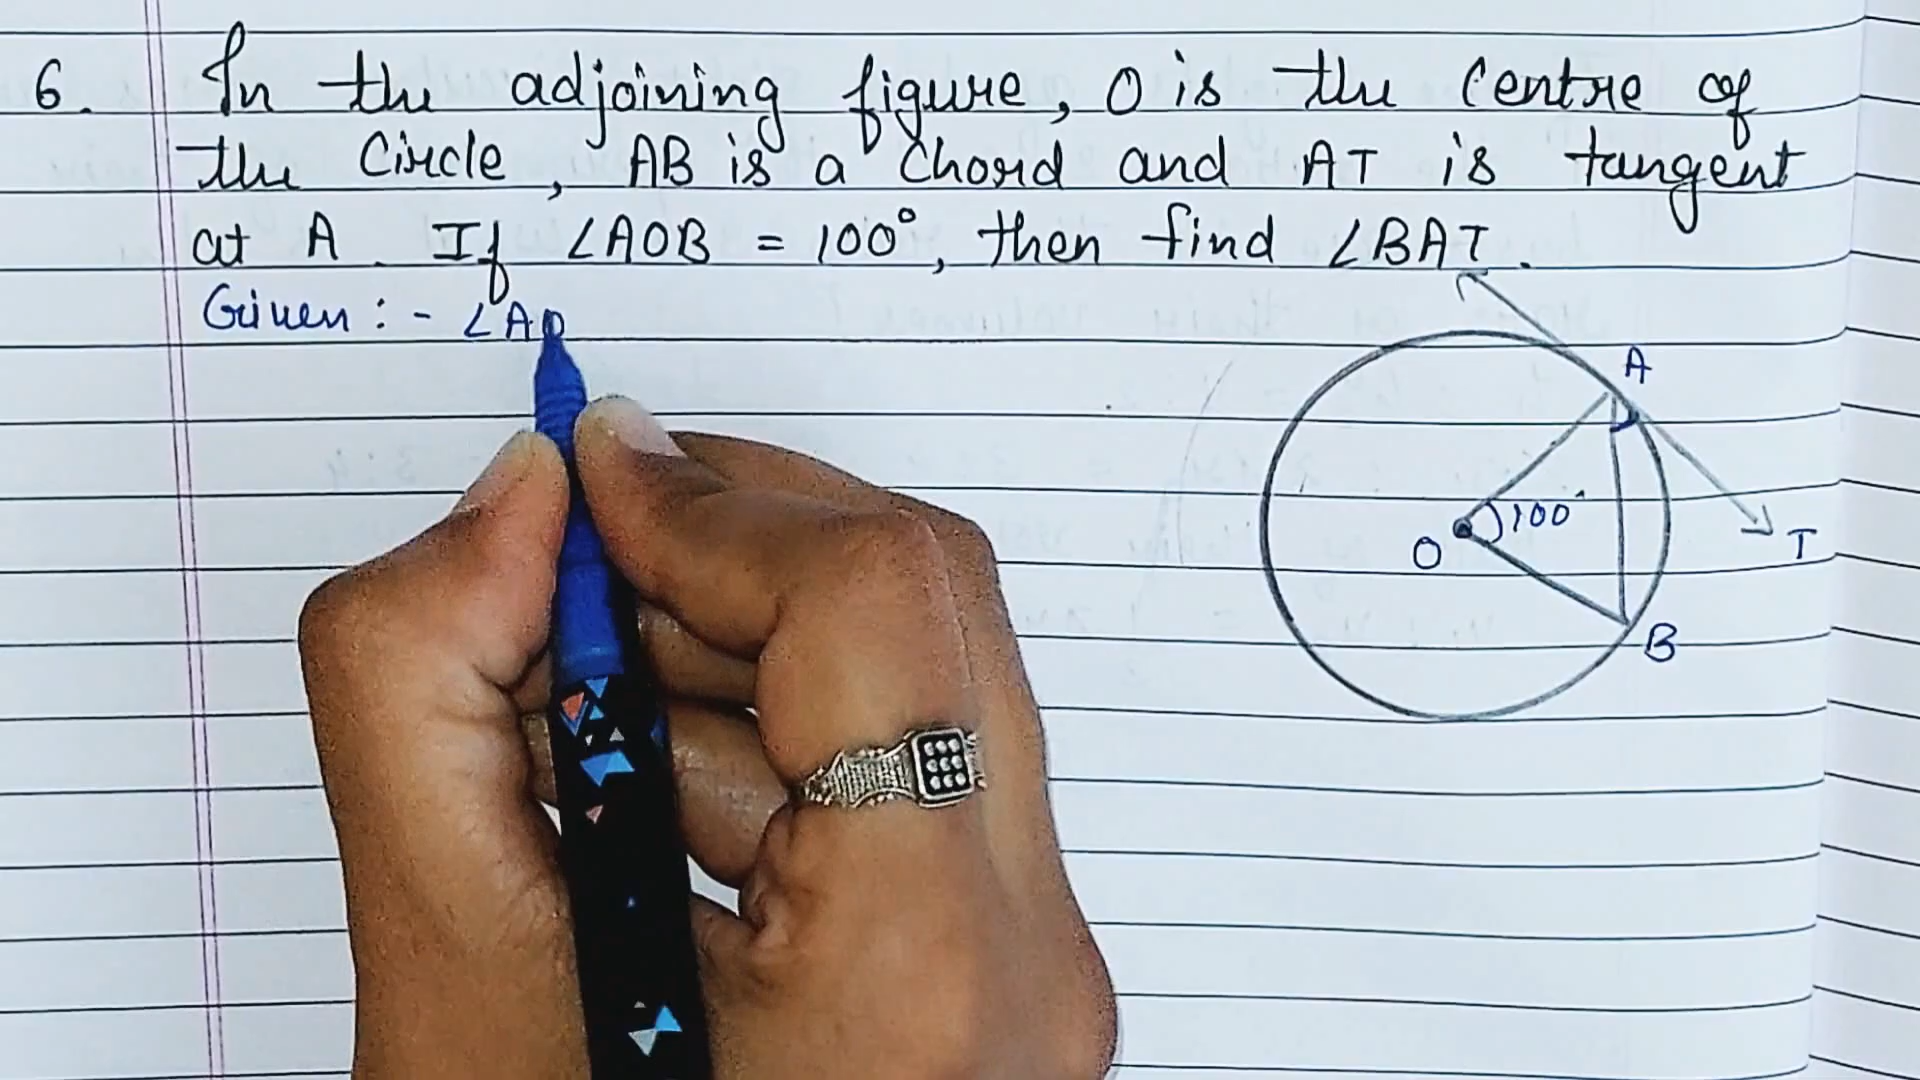 6. In the adjoining figure, O is the centre of
the circle, AB is a chord and AT is tangent
at A. If ∠AOB = 100°, then find ∠BAT.
Given :- ∠AO
A
100°
O
T
B